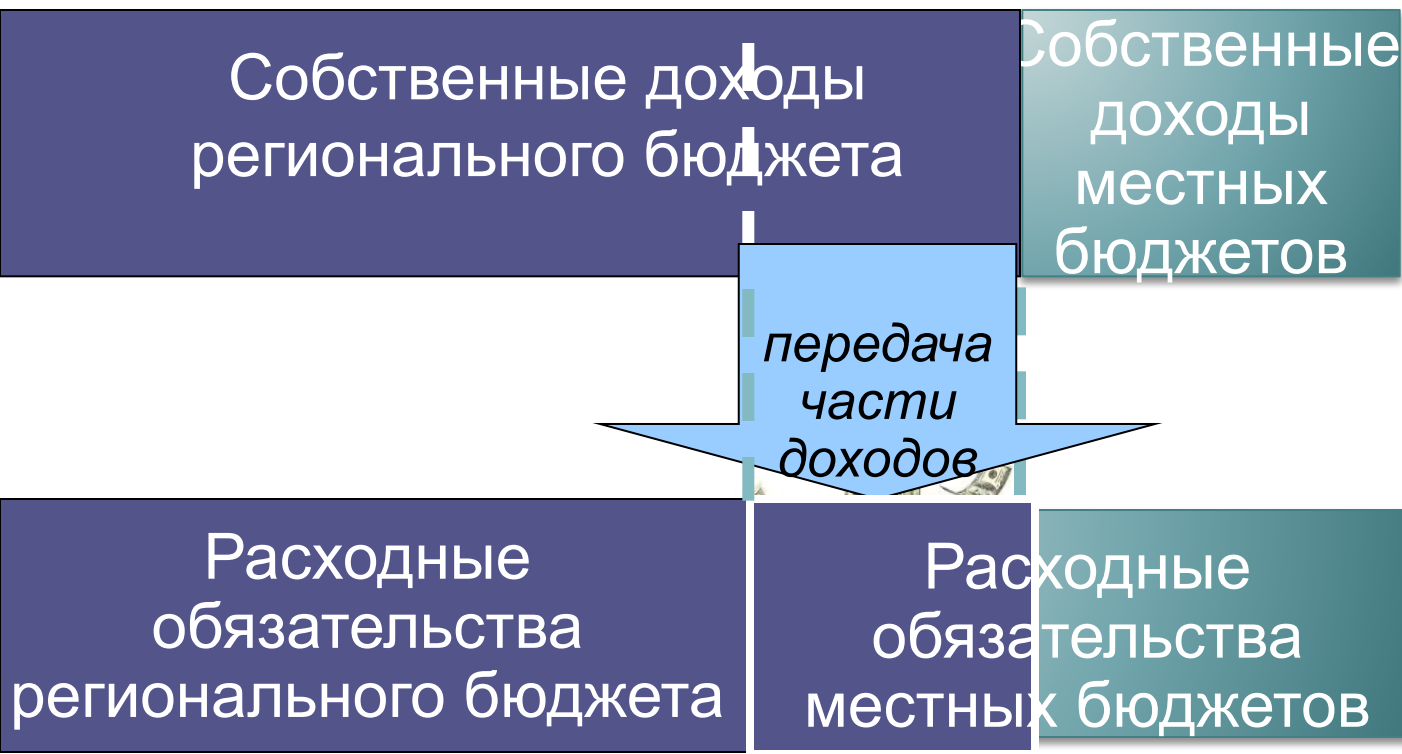 Собственные доходы
регионального бюджета
Собственные
доходы
местных
бюджетов
передача
части
доходов
Расходные
обязательства
регионального бюджета
Расходные
обязательства
местных бюджетов